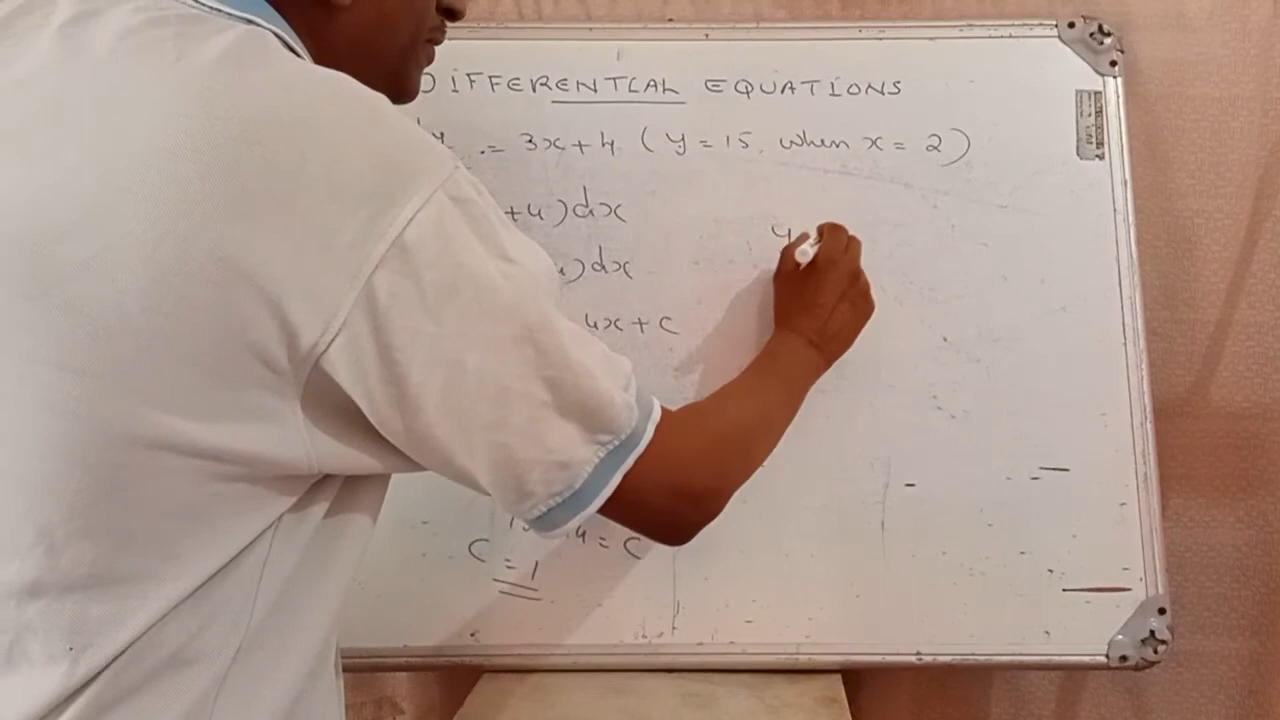 DIFFERENTIAL EQUATIONS
= 3x+4 (y=15, when x = 2)
+4)dx
)dx
4x+c
y
4 = C
C = 1